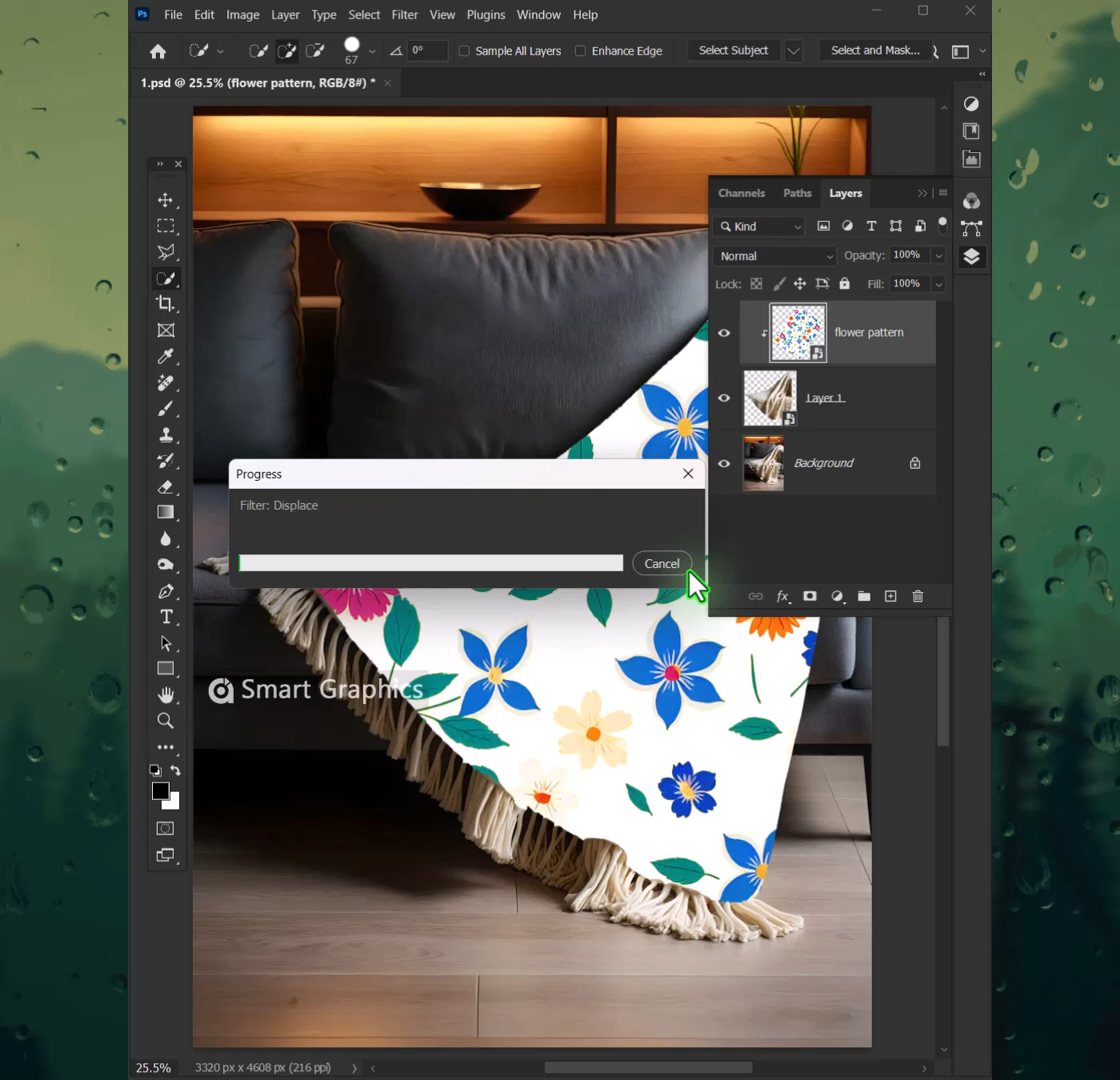 Ps File Edit Image Layer Type Select Filter View Plugins Window Help
67 0° Sample All Layers Enhance Edge Select Subject Select and Mask...
1.psd @ 25.5% (flower pattern, RGB/8#) * ×
Channels Paths Layers
Kind
Normal Opacity: 100%
Lock: Fill: 100%
flower pattern
Layer 1
Background
Progress
Filter: Displace
Cancel
fx
Smart Graphics
25.5% 3320 px x 4608 px (216 ppi)